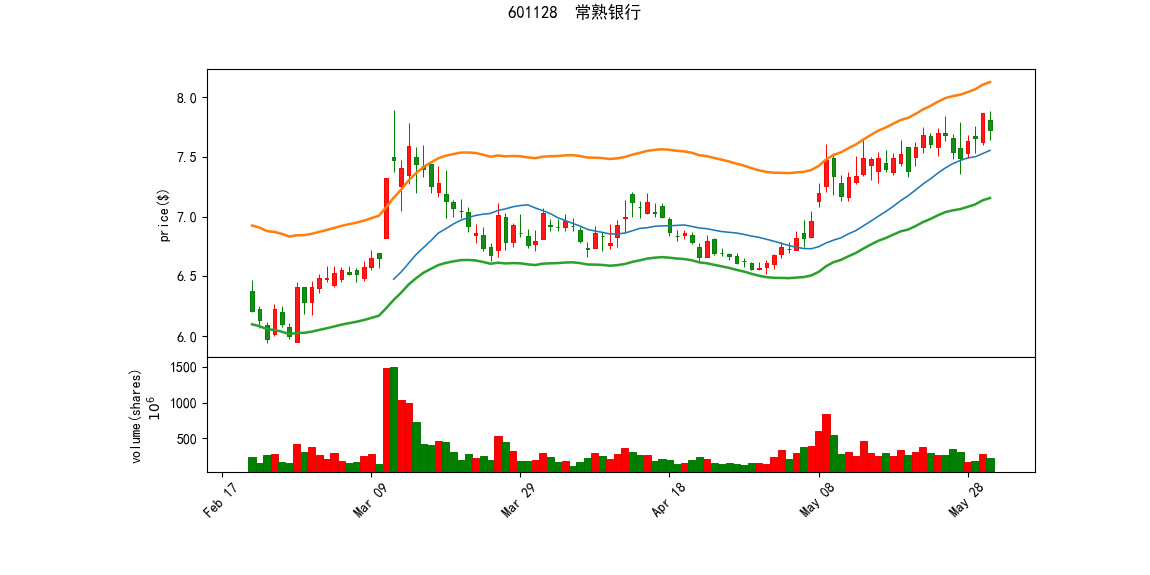 601128 常熟银行
price($)
8.0
7.5
7.0
6.5
6.0
volume(shares)
10^6
1500
1000
500
Feb 17
Mar 09
Mar 29
Apr 18
May 08
May 28